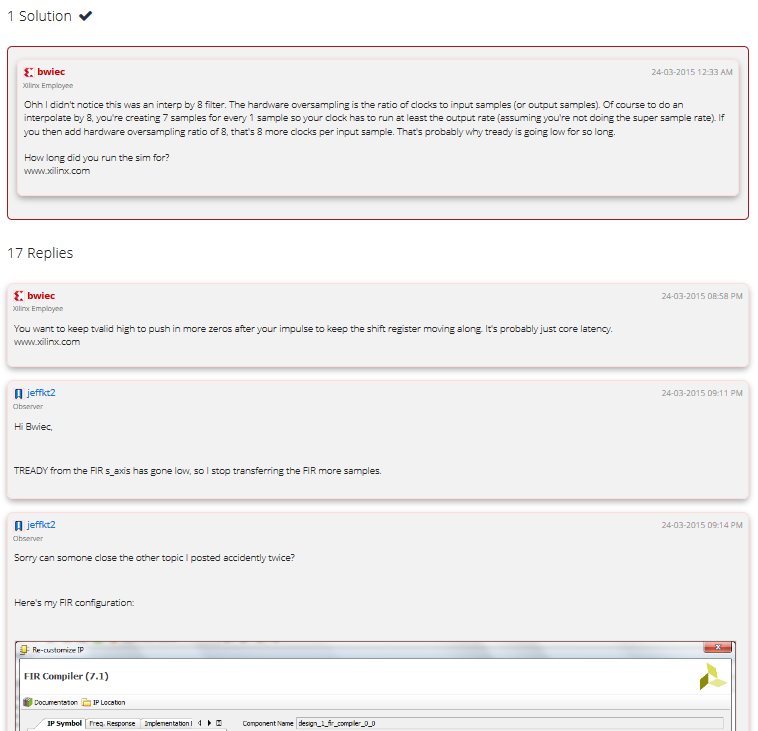 1 Solution
bwiec
24-03-2015 12:33 AM
Xilinx Employee
Ohh I didn't notice this was an interp by 8 filter. The hardware oversampling is the ratio of clocks to input samples (or output samples). Of course to do an
interpolate by 8, you're creating 7 samples for every 1 sample so your clock has to run at least the output rate (assuming you're not doing the super sample rate). If
you then add hardware oversampling ratio of 8, that's 8 more clocks per input sample. That's probably why tready is going low for so long.
How long did you run the sim for?
www.xilinx.com
17 Replies
bwiec
24-03-2015 08:58 PM
Xilinx Employee
You want to keep tvalid high to push in more zeros after your impulse to keep the shift register moving along. It's probably just core latency.
www.xilinx.com
jeffkt2
24-03-2015 09:11 PM
Observer
Hi Bwiec,
TREADY from the FIR s_axis has gone low, so I stop transferring the FIR more samples.
jeffkt2
24-03-2015 09:14 PM
Observer
Sorry can somone close the other topic I posted accidently twice?
Here's my FIR configuration:
Re-customize IP
FIR Compiler (7.1)
Documentation IP Location
IP Symbol Freq. Response Implementation Component Name design_1_fir_compiler_0_0